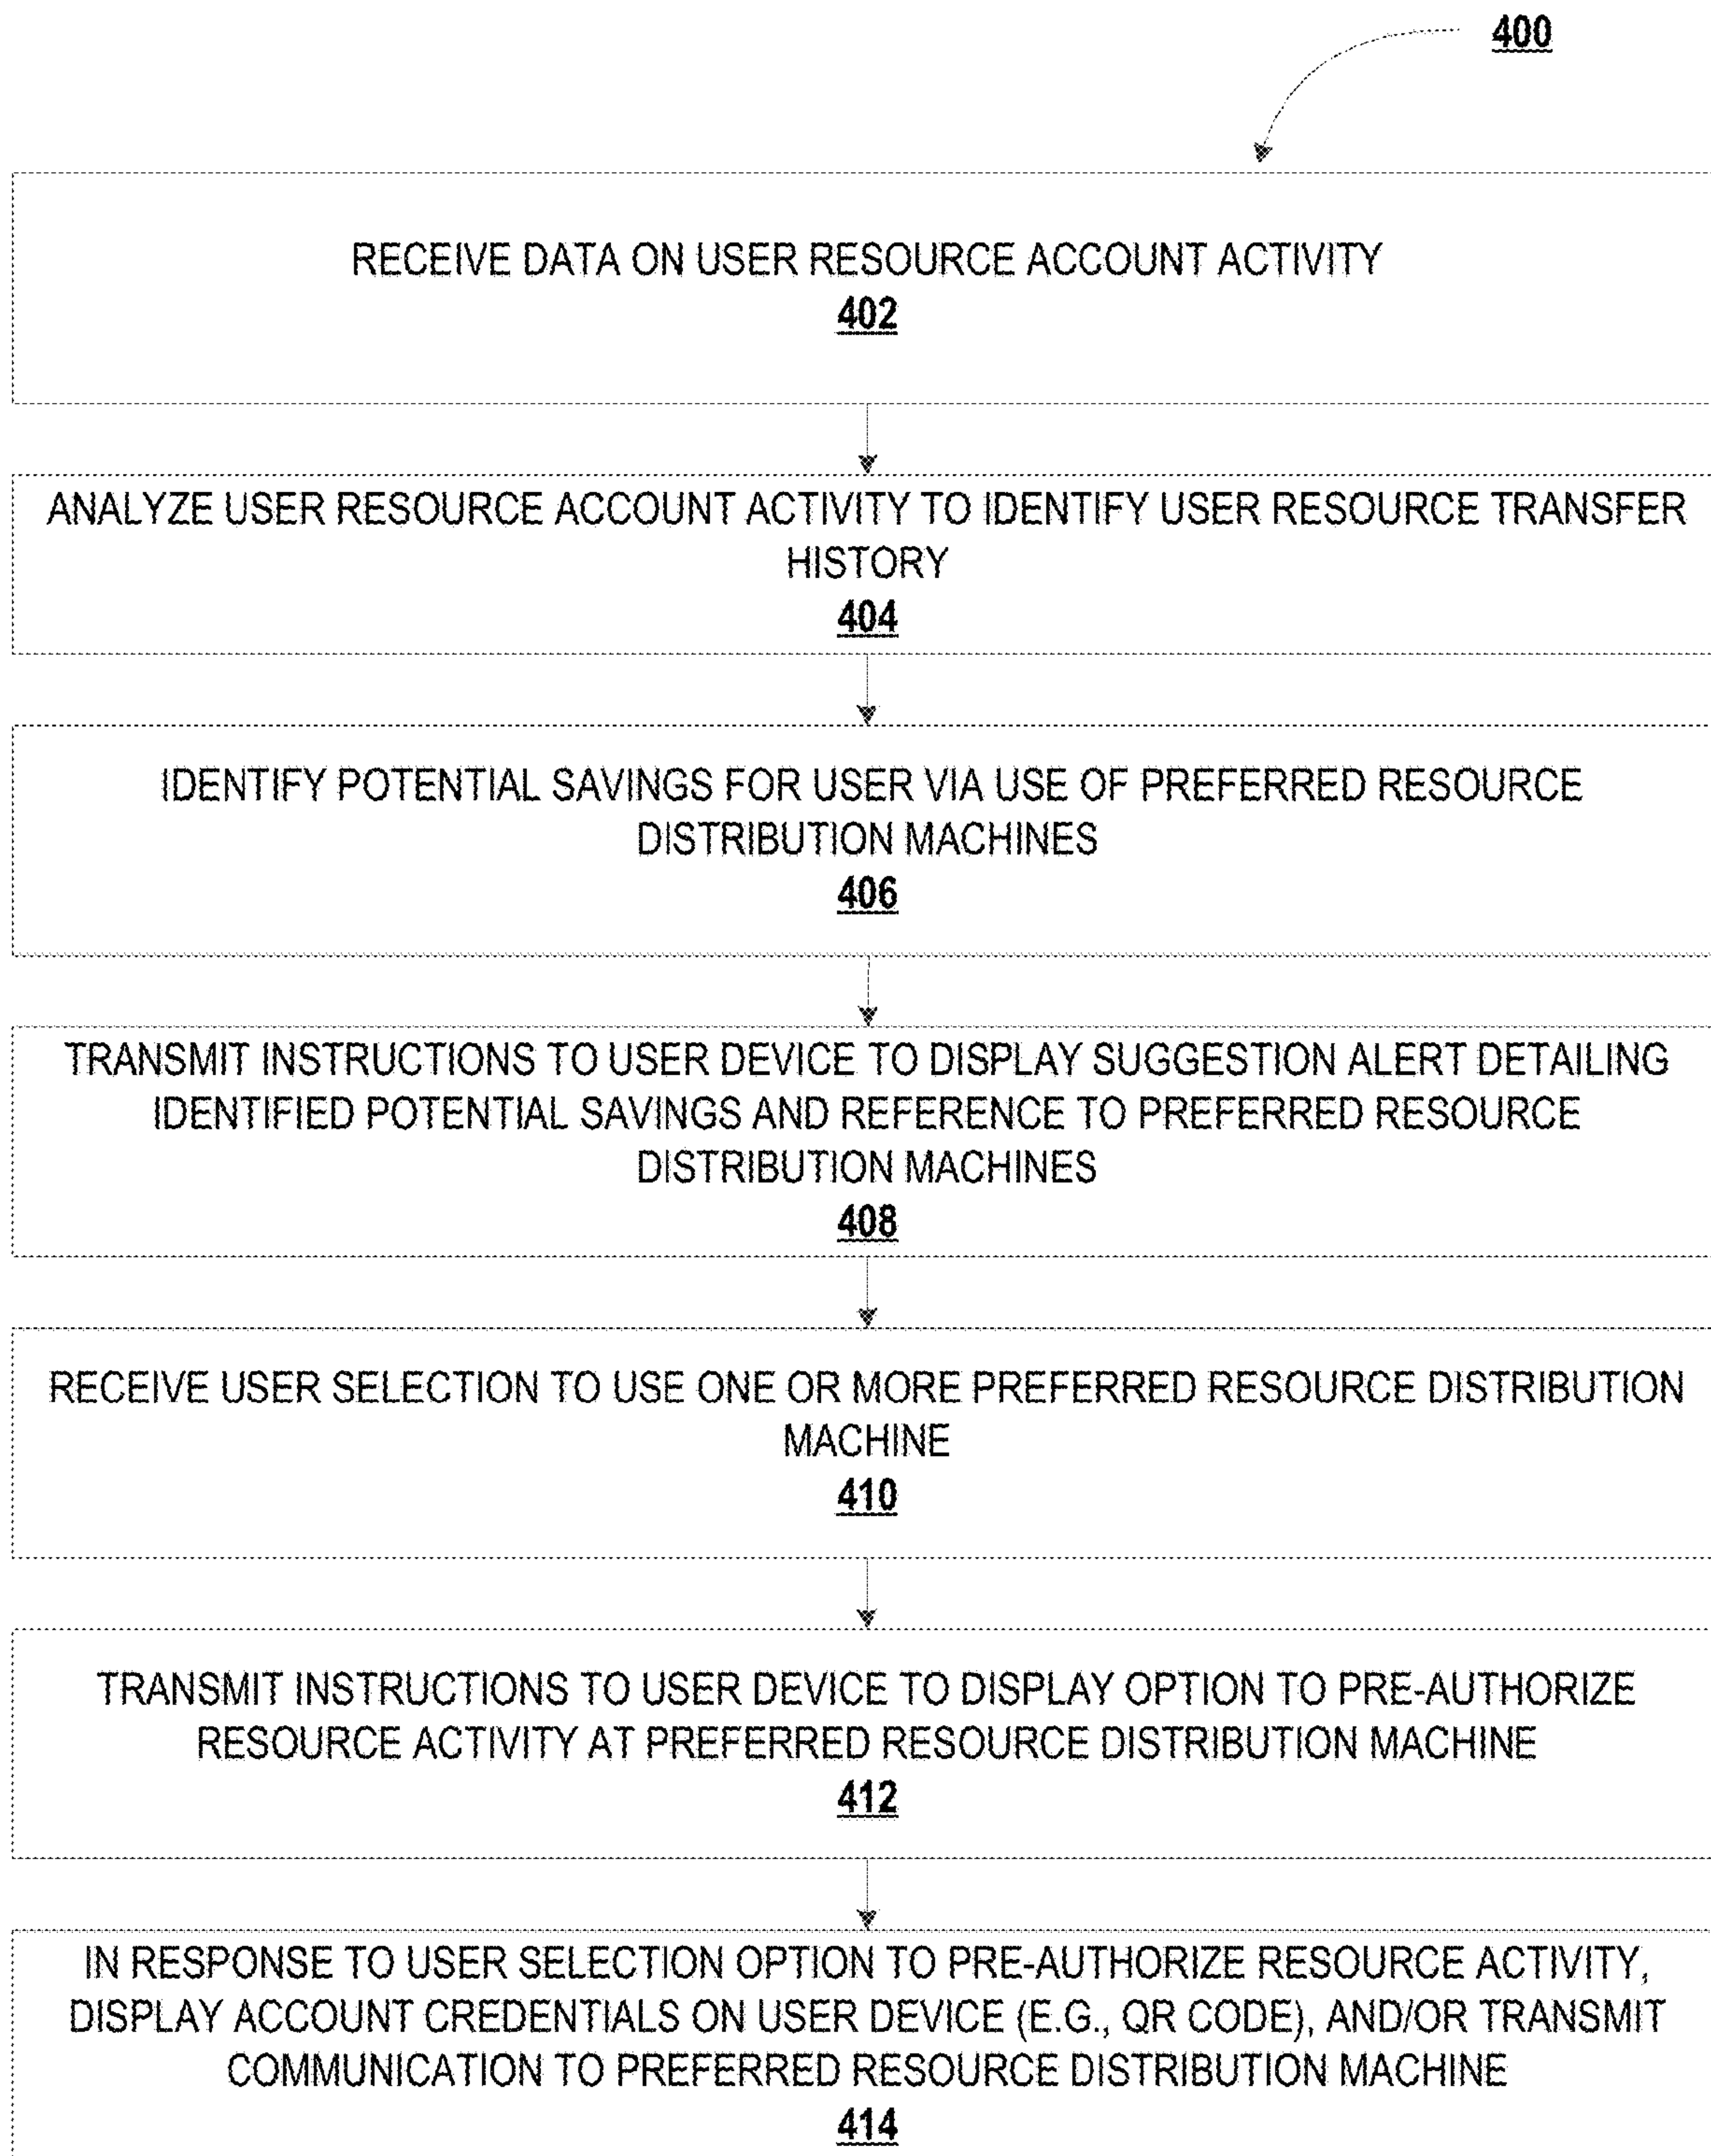 400
RECEIVE DATA ON USER RESOURCE ACCOUNT ACTIVITY
402
ANALYZE USER RESOURCE ACCOUNT ACTIVITY TO IDENTIFY USER RESOURCE TRANSFER
HISTORY
404
IDENTIFY POTENTIAL SAVINGS FOR USER VIA USE OF PREFERRED RESOURCE
DISTRIBUTION MACHINES
406
TRANSMIT INSTRUCTIONS TO USER DEVICE TO DISPLAY SUGGESTION ALERT DETAILING
IDENTIFIED POTENTIAL SAVINGS AND REFERENCE TO PREFERRED RESOURCE
DISTRIBUTION MACHINES
408
RECEIVE USER SELECTION TO USE ONE OR MORE PREFERRED RESOURCE DISTRIBUTION
MACHINE
410
TRANSMIT INSTRUCTIONS TO USER DEVICE TO DISPLAY OPTION TO PRE-AUTHORIZE
RESOURCE ACTIVITY AT PREFERRED RESOURCE DISTRIBUTION MACHINE
412
IN RESPONSE TO USER SELECTION OPTION TO PRE-AUTHORIZE RESOURCE ACTIVITY,
DISPLAY ACCOUNT CREDENTIALS ON USER DEVICE (E.G., QR CODE), AND/OR TRANSMIT
COMMUNICATION TO PREFERRED RESOURCE DISTRIBUTION MACHINE
414